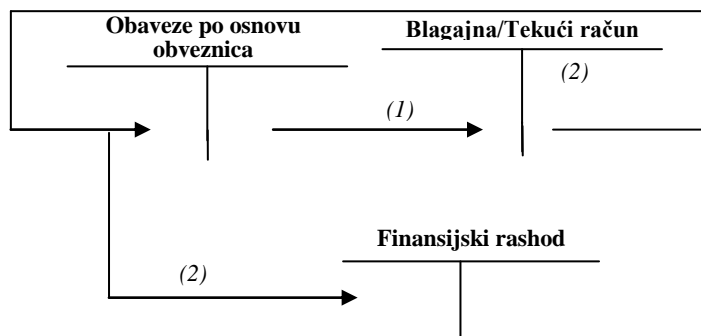 Obaveze po osnovu
obveznica
Blagajna/Tekući račun
(2)
(1)
Finansijski rashod
(2)